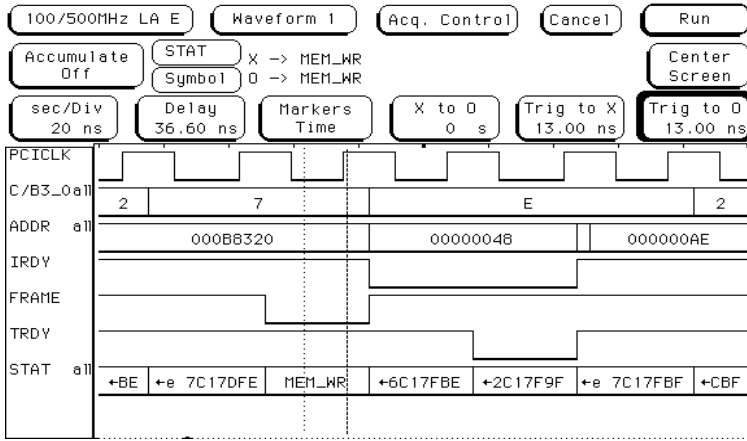 100/500MHz LA E Waveform 1 Acq. Control Cancel Run
Accumulate Off STAT X -> MEM_WR Center Screen
Symbol O -> MEM_WR
sec/Div Delay Markers X to O Trig to X Trig to O
20 ns 36.60 ns Time 0 s 13.00 ns 13.00 ns
PCICLK
C/B3_0all 2 7 E 2
ADDR all 000B8320 00000048 000000AE
IRDY
FRAME
TRDY
STAT all ←BE ←e 7C17DFE MEM_WR ←6C17FBE ←2C17F9F ←e 7C17FBF ←CBF